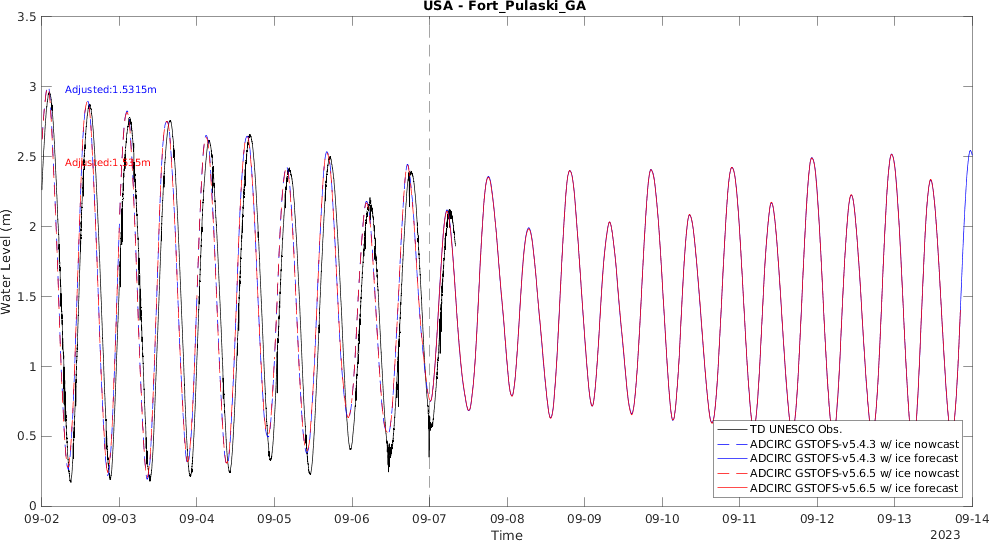 USA - Fort_Pulaski_GA
3.5
3
2.5
2
1.5
1
0.5
0
Water Level (m)
Adjusted:1.5315m
Adjusted:1.535m
TD UNESCO Obs.
ADCIRC GSTOFS-v5.4.3 w/ ice nowcast
ADCIRC GSTOFS-v5.4.3 w/ ice forecast
ADCIRC GSTOFS-v5.6.5 w/ ice nowcast
ADCIRC GSTOFS-v5.6.5 w/ ice forecast
09-02 09-03 09-04 09-05 09-06 09-07 09-08 09-09 09-10 09-11 09-12 09-13 09-14
Time
2023